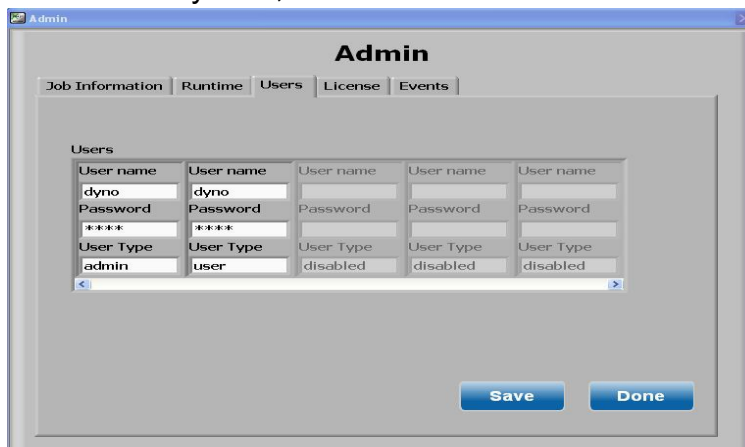 Admin
Admin
Job Information Runtime Users License Events
Users
User name User name User name User name User name
dyno dyno
Password Password Password Password Password
**** ****
User Type User Type User Type User Type User Type
admin user disabled disabled disabled
Save Done